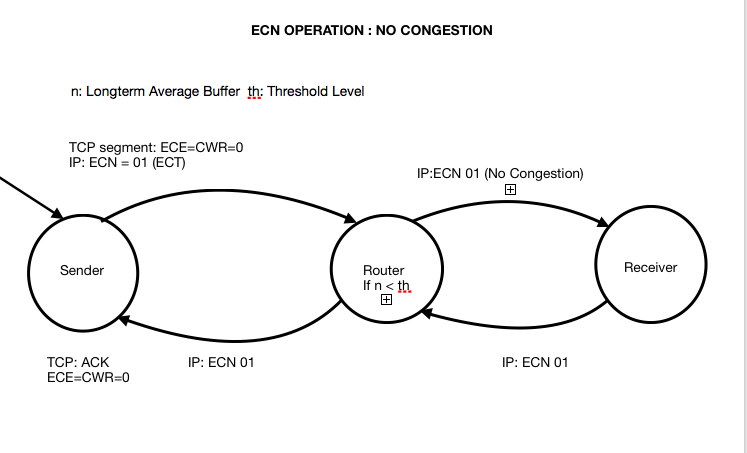 ECN OPERATION : NO CONGESTION
n: Longterm Average Buffer  th: Threshold Level
TCP segment: ECE=CWR=0
IP: ECN = 01 (ECT)
IP:ECN 01 (No Congestion)
Sender
Router
If n < th
Receiver
TCP: ACK
ECE=CWR=0
IP: ECN 01
IP: ECN 01